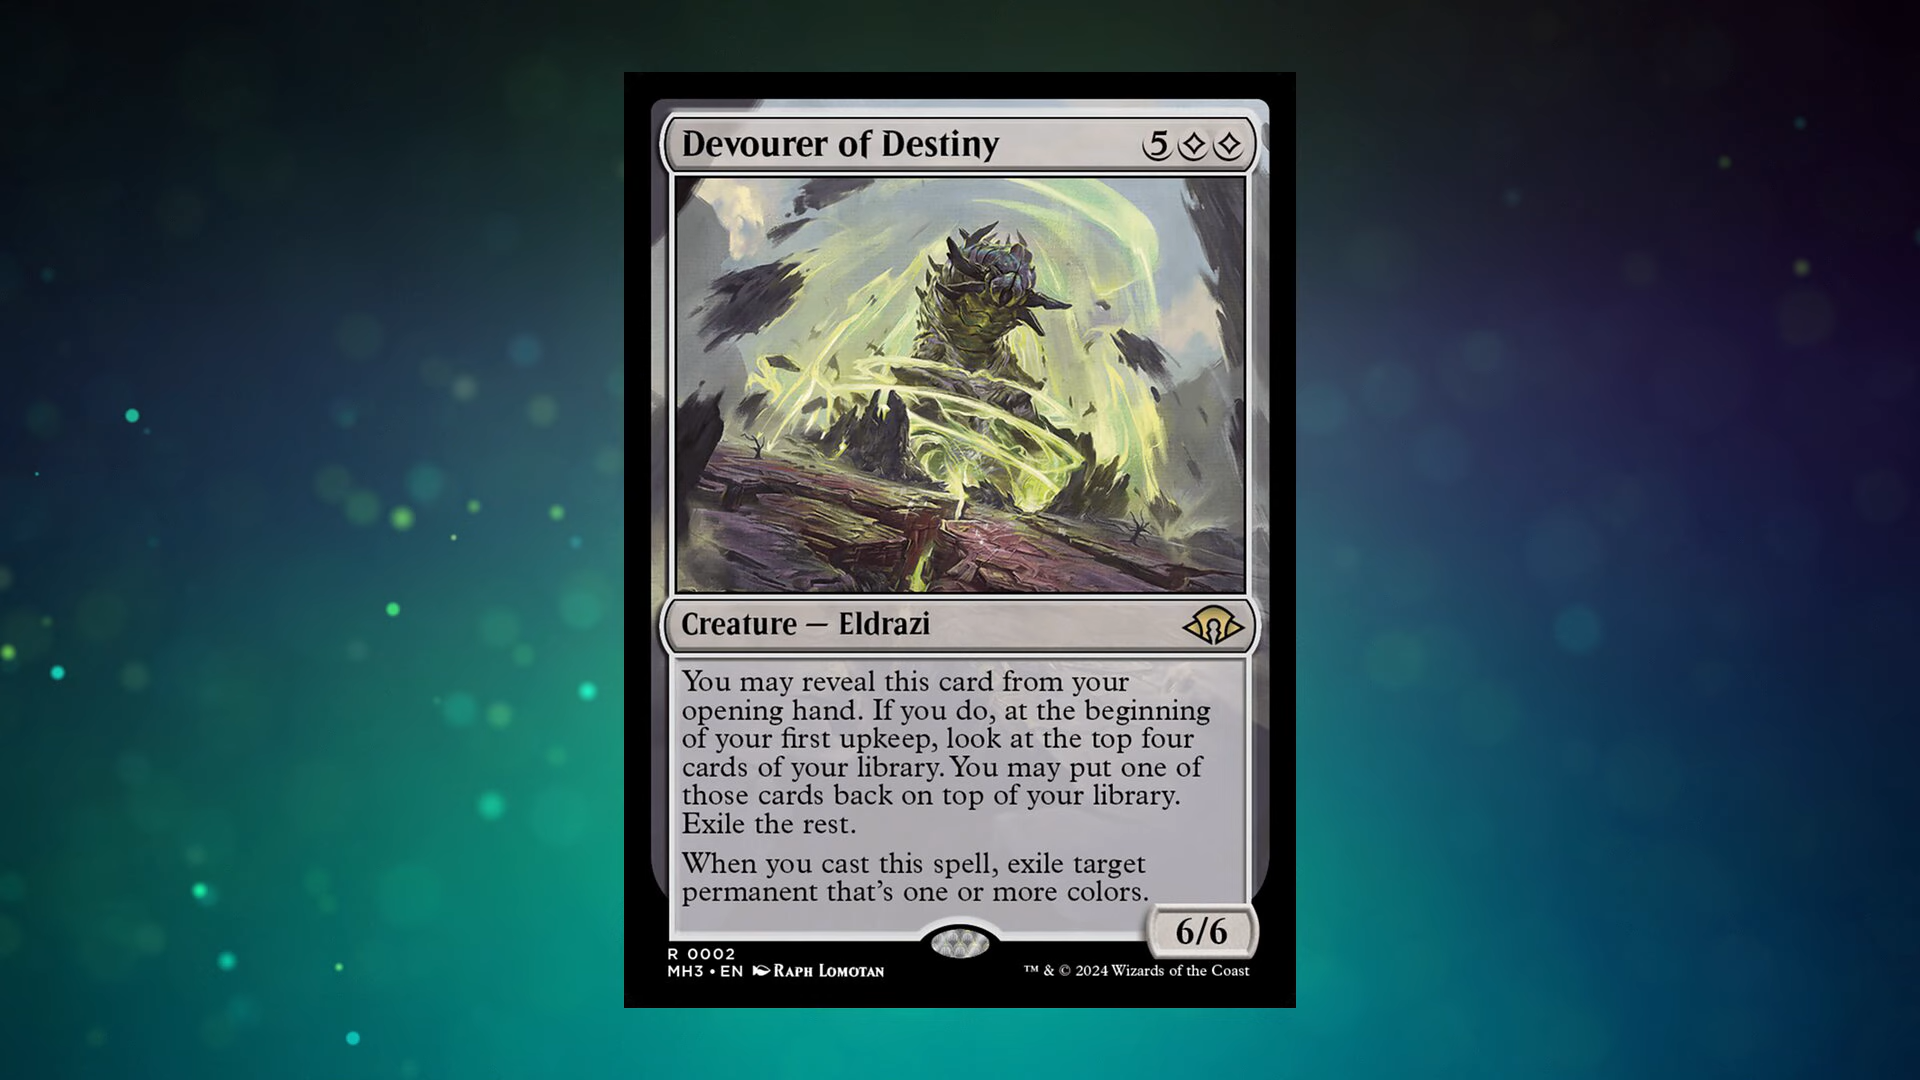 Devourer of Destiny 5
Creature — Eldrazi
You may reveal this card from your
opening hand. If you do, at the beginning
of your first upkeep, look at the top four
cards of your library. You may put one of
those cards back on top of your library.
Exile the rest.
When you cast this spell, exile target
permanent that's one or more colors.
6/6
R 0002
MH3 • EN Raph Lomotan
™ & © 2024 Wizards of the Coast